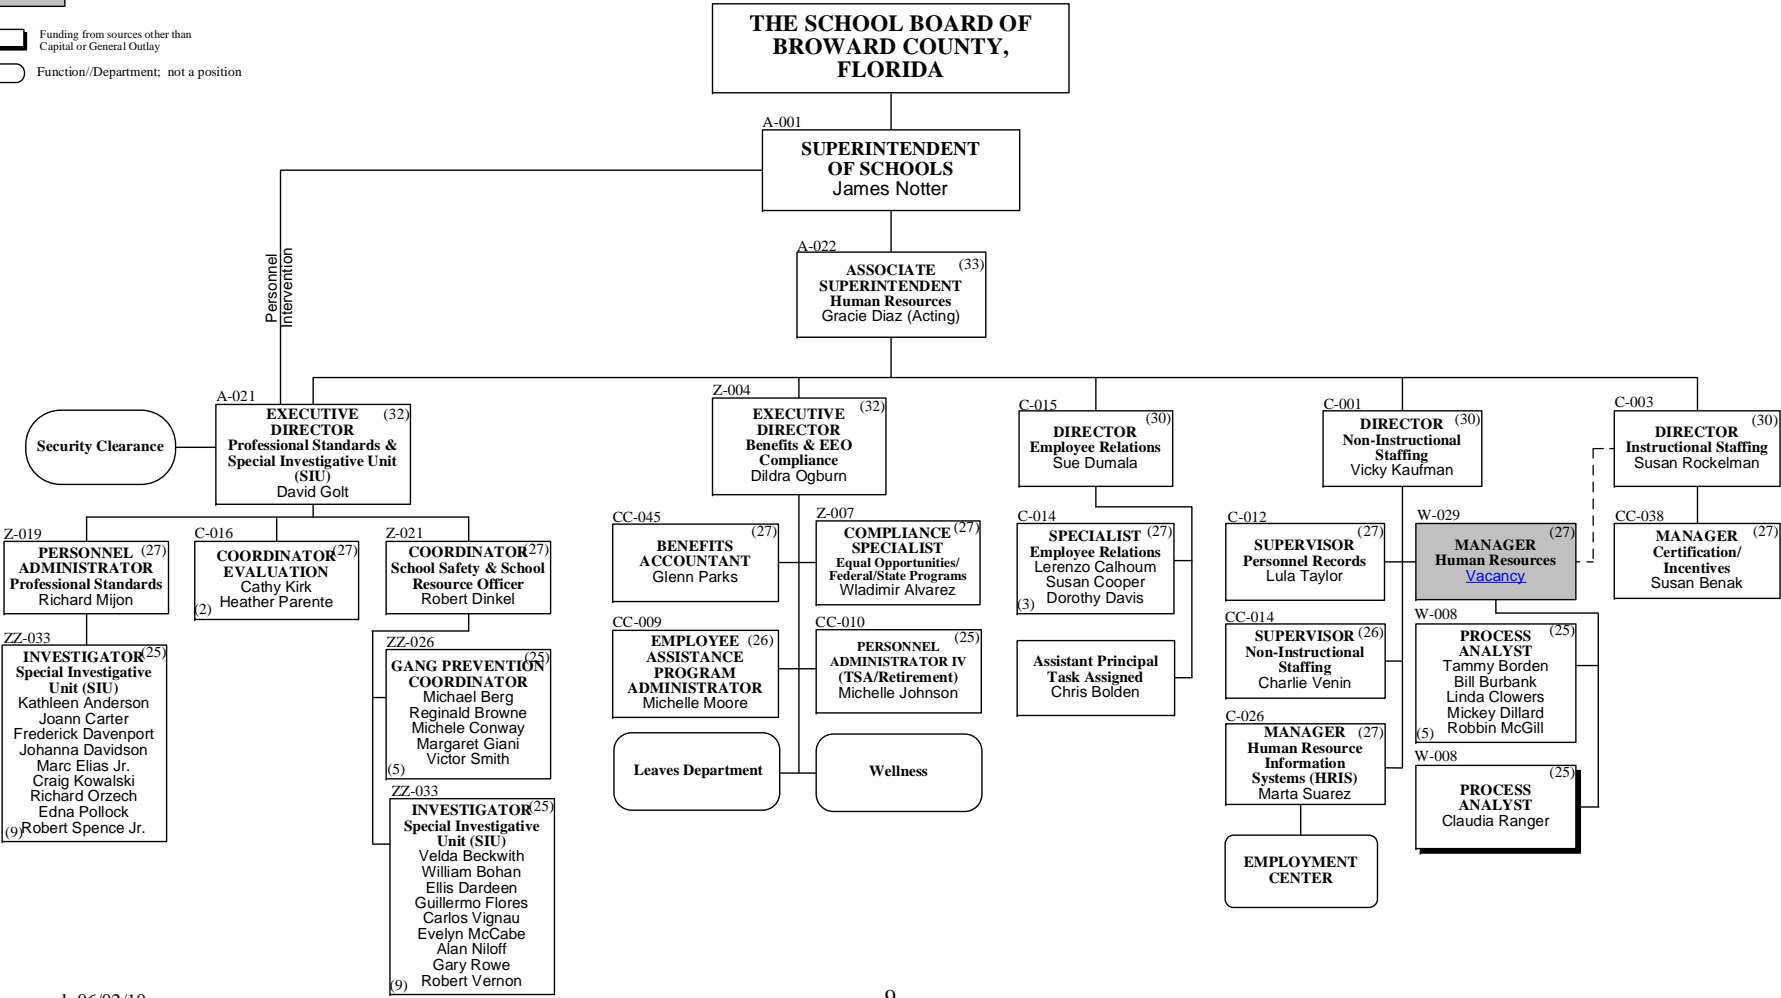 Funding from sources other than
Capital or General Outlay
Function//Department;  not a position
THE SCHOOL BOARD OF
BROWARD COUNTY,
FLORIDA
A-001
SUPERINTENDENT
OF SCHOOLS
James Notter
Personnel
Intervention
A-022
(33)
ASSOCIATE
SUPERINTENDENT
Human Resources
Gracie Diaz (Acting)
Security Clearance
A-021
(32)
EXECUTIVE
DIRECTOR
Professional Standards &
Special Investigative Unit
(SIU)
David Golt
Z-004
(32)
EXECUTIVE
DIRECTOR
Benefits & EEO
Compliance
Dildra Ogburn
C-015
(30)
DIRECTOR
Employee Relations
Sue Dumala
C-001
(30)
DIRECTOR
Non-Instructional
Staffing
Vicky Kaufman
C-003
(30)
DIRECTOR
Instructional Staffing
Susan Rockelman
Z-019
(27)
PERSONNEL
ADMINISTRATOR
Professional Standards
Richard Mijon
C-016
(27)
COORDINATOR
EVALUATION
Cathy Kirk
Heather Parente
(2)
Z-021
(27)
COORDINATOR
School Safety & School
Resource Officer
Robert Dinkel
ZZ-033
(25)
INVESTIGATOR
Special Investigative
Unit (SIU)
Kathleen Anderson
Joann Carter
Frederick Davenport
Johanna Davidson
Marc Elias Jr.
Craig Kowalski
Richard Orzech
Edna Pollock
Robert Spence Jr.
(9)
ZZ-026
(25)
GANG PREVENTION
COORDINATOR
Michael Berg
Reginald Browne
Michele Conway
Margaret Giani
Victor Smith
(5)
ZZ-033
(25)
INVESTIGATOR
Special Investigative
Unit (SIU)
Velda Beckwith
William Bohan
Ellis Dardeen
Guillermo Flores
Carlos Vignau
Evelyn McCabe
Alan Niloff
Gary Rowe
Robert Vernon
(9)
CC-045
(27)
BENEFITS
ACCOUNTANT
Glenn Parks
Z-007
(27)
COMPLIANCE
SPECIALIST
Equal Opportunities/
Federal/State Programs
Wladimir Alvarez
CC-009
(26)
EMPLOYEE
ASSISTANCE
PROGRAM
ADMINISTRATOR
Michelle Moore
CC-010
(25)
PERSONNEL
ADMINISTRATOR IV
(TSA/Retirement)
Michelle Johnson
Leaves Department
Wellness
C-014
(27)
SPECIALIST
Employee Relations
Lerenzo Calhoum
Susan Cooper
Dorothy Davis
(3)
Assistant Principal
Task Assigned
Chris Bolden
C-012
(27)
SUPERVISOR
Personnel Records
Lula Taylor
CC-014
(26)
SUPERVISOR
Non-Instructional
Staffing
Charlie Venin
C-026
(27)
MANAGER
Human Resource
Information
Systems (HRIS)
Marta Suarez
EMPLOYMENT
CENTER
W-029
(27)
MANAGER
Human Resources
Vacancy
W-008
(25)
PROCESS
ANALYST
Tammy Borden
Bill Burbank
Linda Clowers
Mickey Dillard
Robbin McGill
(5)
W-008
(25)
PROCESS
ANALYST
Claudia Ranger
CC-038
(27)
MANAGER
Certification/
Incentives
Susan Benak